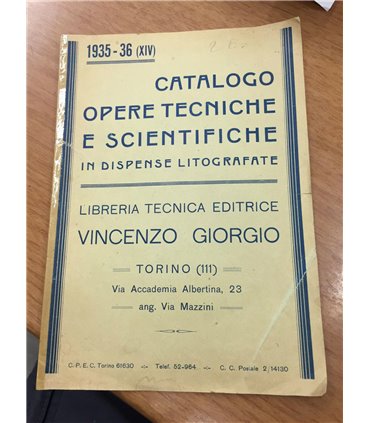 1935-36 (XIV)
CATALOGO
OPERE TECNICHE
E SCIENTIFICHE
IN DISPENSE LITOGRAFATE
LIBRERIA TECNICA EDITRICE
VINCENZO GIORGIO
TORINO (111)
Via Accademia Albertina, 23
ang. Via Mazzini
C. P. E. C. Torino 61630 -:- Telef. 52-964 -:- C. C. Postale 2/14130